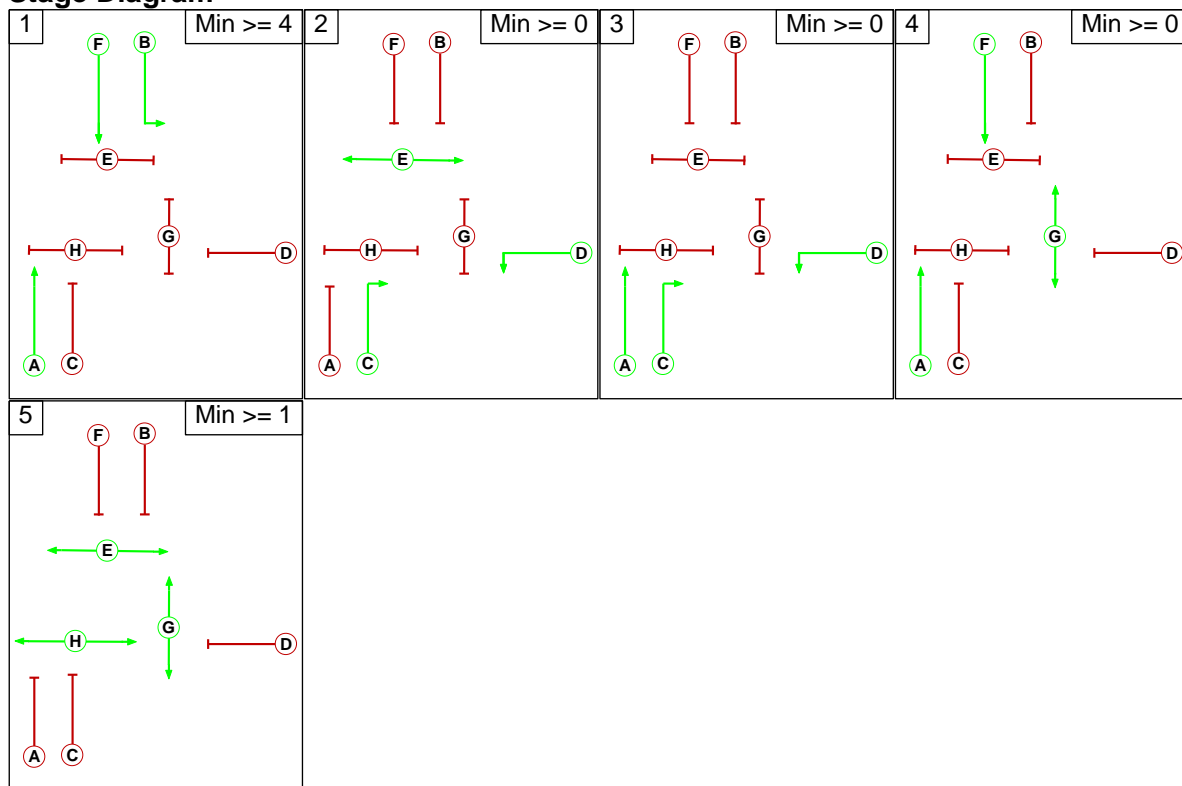 Stage Diagram
1 Min >= 4 2 Min >= 0 3 Min >= 0 4 Min >= 0
F B F B F B F B
E E E E
G G G G
H D H D H D H D
A C A C A C A C
5 Min >= 1
F B
E
G
H D
A C